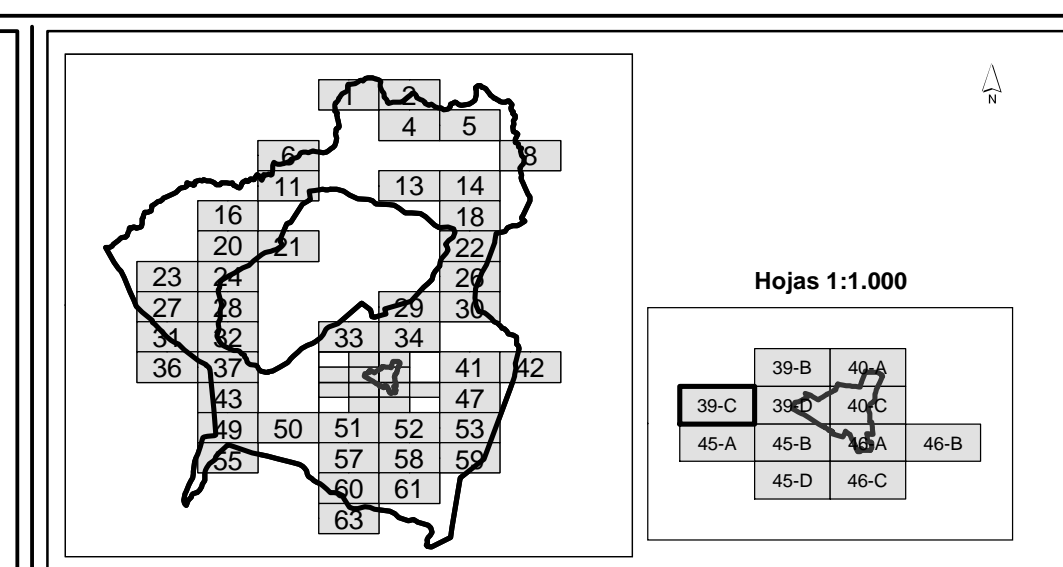 N
1 2
4 5
6 8
11 13 14
16 18
20 21 22
23 24 26
27 28 29 30
31 32 33 34
36 37 41 42
43 47
49 50 51 52 53
55 57 58 59
60 61
63
Hojas 1:1.000
39-B 40-A
39-C 39-D 40-C
45-A 45-B 46-A 46-B
45-D 46-C